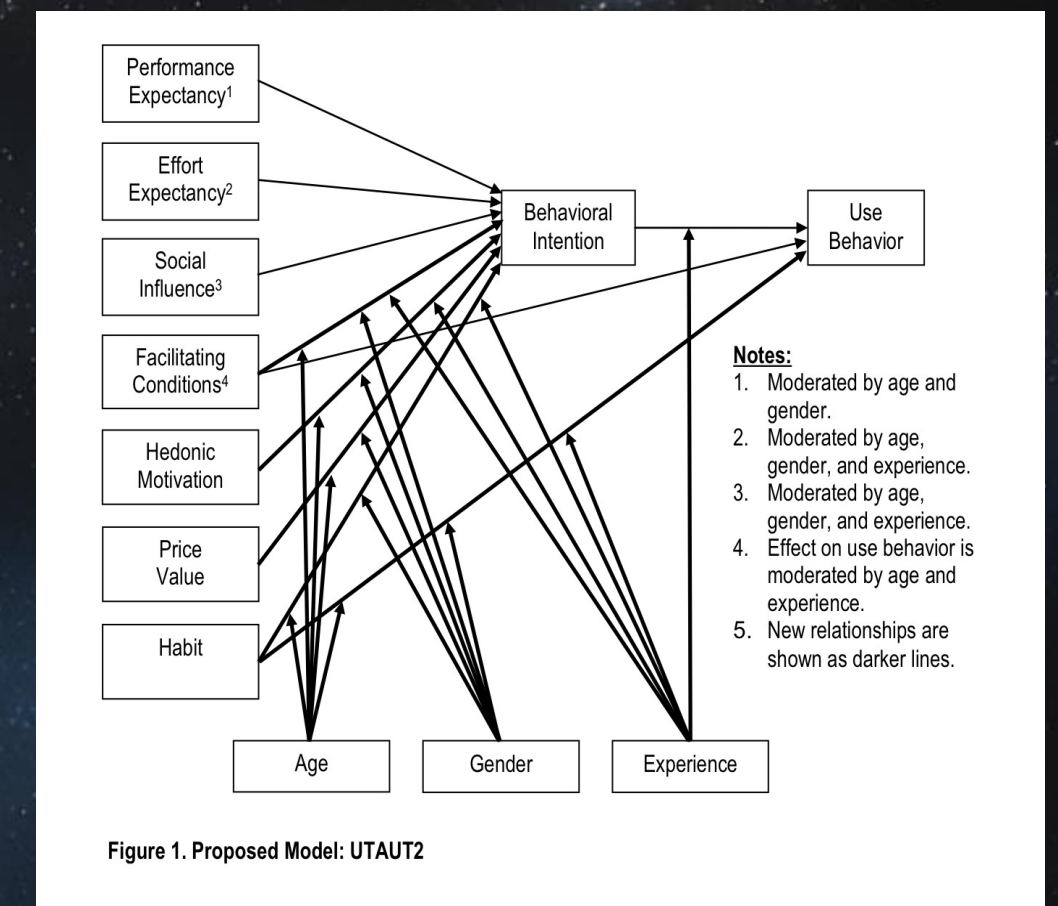 Performance
Expectancy¹
Effort
Expectancy²
Social
Influence³
Facilitating
Conditions⁴
Hedonic
Motivation
Price
Value
Habit
Behavioral
Intention
Use
Behavior
Notes:
1. Moderated by age and
gender.
2. Moderated by age,
gender, and experience.
3. Moderated by age,
gender, and experience.
4. Effect on use behavior is
moderated by age and
experience.
5. New relationships are
shown as darker lines.
Age
Gender
Experience
Figure 1. Proposed Model: UTAUT2